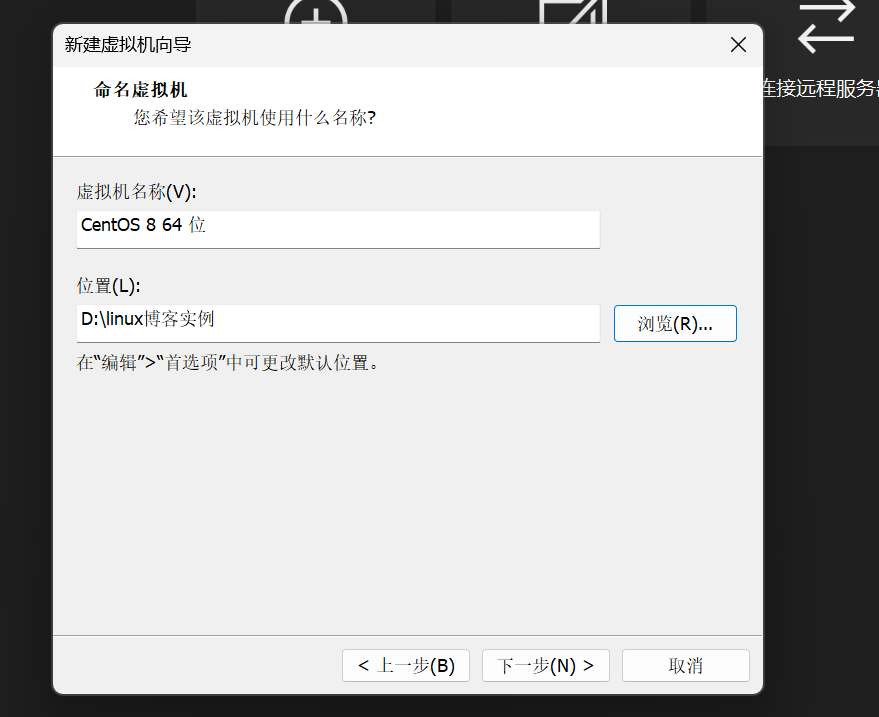 新建虚拟机向导
命名虚拟机
您希望该虚拟机使用什么名称?
连接远程服务
虚拟机名称(V):
CentOS 8 64 位
位置(L):
D:\linux博客实例
浏览(R)...
在“编辑”>“首选项”中可更改默认位置。
< 上一步(B)
下一步(N) >
取消